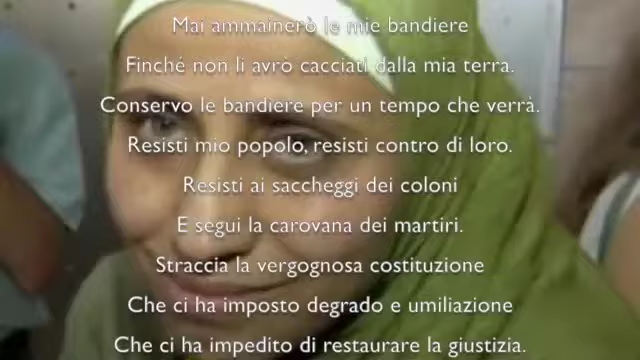 Mai ammainerò le mie bandiere
Finché non li avrò cacciati dalla mia terra.
Conservo le bandiere per un tempo che verrà.
Resisti mio popolo, resisti contro di loro.
Resisti ai saccheggi dei coloni
E segui la carovana dei martiri.
Straccia la vergognosa costituzione
Che ci ha imposto degrado e umiliazione
Che ci ha impedito di restaurare la giustizia.